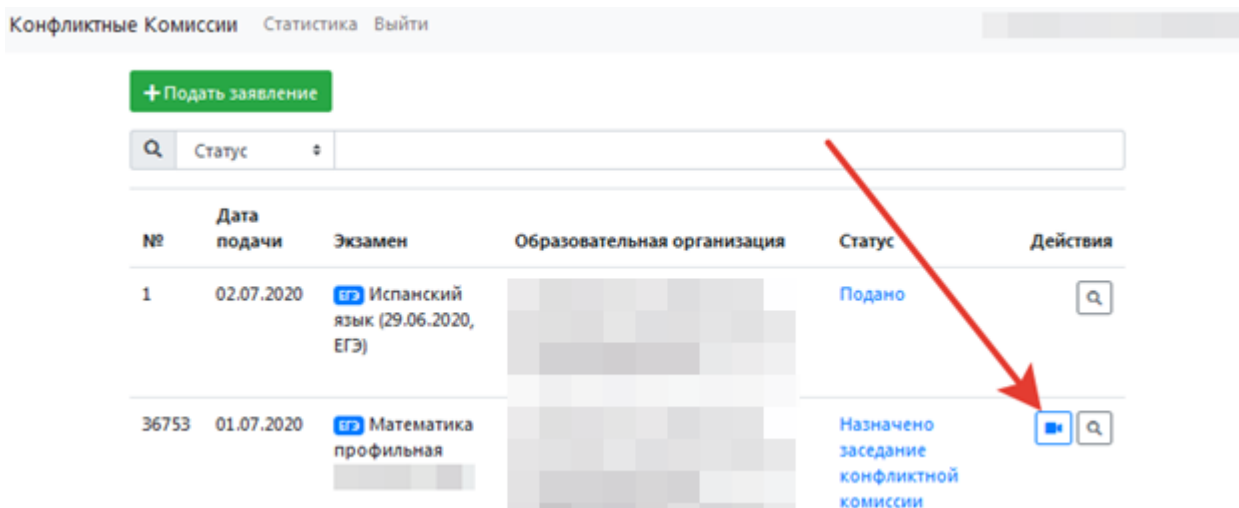 Конфликтные Комиссии Статистика Выйти
+ Подать заявление
Статус
№ Дата подачи Экзамен Образовательная организация Статус Действия
1 02.07.2020 ЕГЭ Испанский Подано
язык (29.06.2020,
ЕГЭ)
36753 01.07.2020 ЕГЭ Математика Назначено
профильная заседание
конфликтной
комиссии